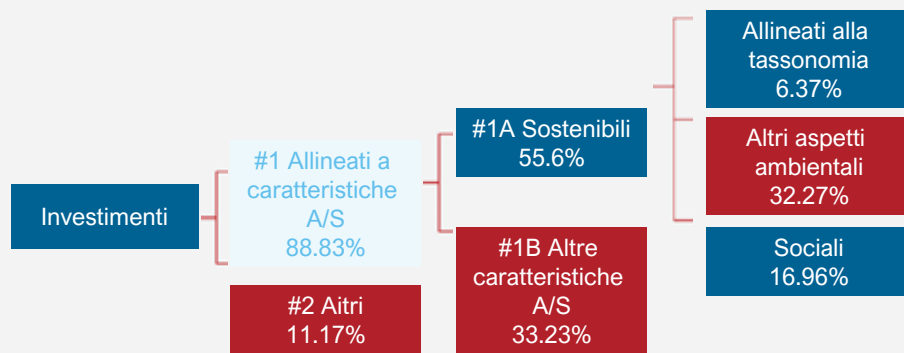 Investimenti
#1 Allineati a
caratteristiche
A/S
88.83%
#2 Aitri
11.17%
#1A Sostenibili
55.6%
#1B Altre
caratteristiche
A/S
33.23%
Allineati alla
tassonomia
6.37%
Altri aspetti
ambientali
32.27%
Sociali
16.96%